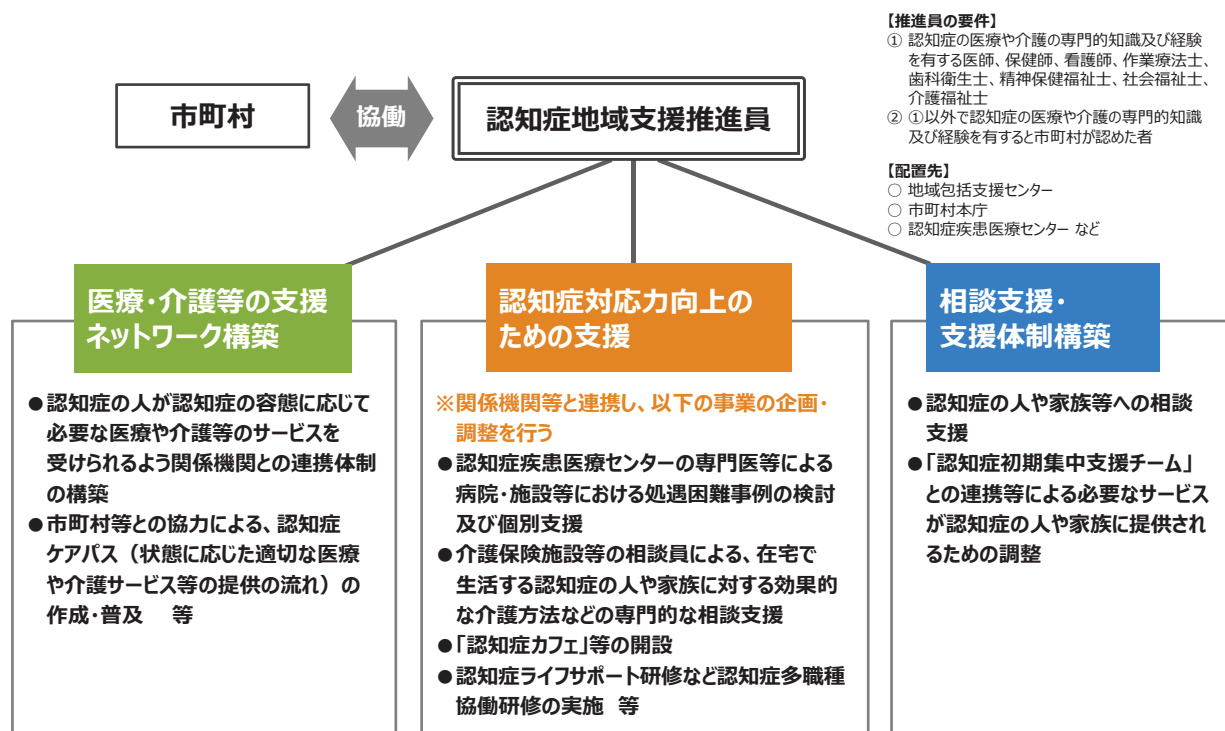 【推進員の要件】
① 認知症の医療や介護の専門的知識及び経験
を有する医師、保健師、看護師、作業療法士、
歯科衛生士、精神保健福祉士、社会福祉士、
介護福祉士
② ①以外で認知症の医療や介護の専門的知識
及び経験を有すると市町村が認めた者
【配置先】
○ 地域包括支援センター
○ 市町村本庁
○ 認知症疾患医療センター など
市町村
協働
認知症地域支援推進員
医療・介護等の支援
ネットワーク構築
●認知症の人が認知症の容態に応じて
必要な医療や介護等のサービスを
受けられるよう関係機関との連携体制
の構築
●市町村等との協力による、認知症
ケアパス（状態に応じた適切な医療
や介護サービス等の提供の流れ）の
作成・普及 等
認知症対応力向上の
ための支援
※関係機関等と連携し、以下の事業の企画・
調整を行う
●認知症疾患医療センターの専門医等による
病院・施設等における処遇困難事例の検討
及び個別支援
●介護保険施設等の相談員による、在宅で
生活する認知症の人や家族に対する効果的
な介護方法などの専門的な相談支援
●「認知症カフェ」等の開設
●認知症ライフサポート研修など認知症多職種
協働研修の実施 等
相談支援・
支援体制構築
●認知症の人や家族等への相談
支援
●「認知症初期集中支援チーム」
との連携等による必要なサービス
が認知症の人や家族に提供され
るための調整